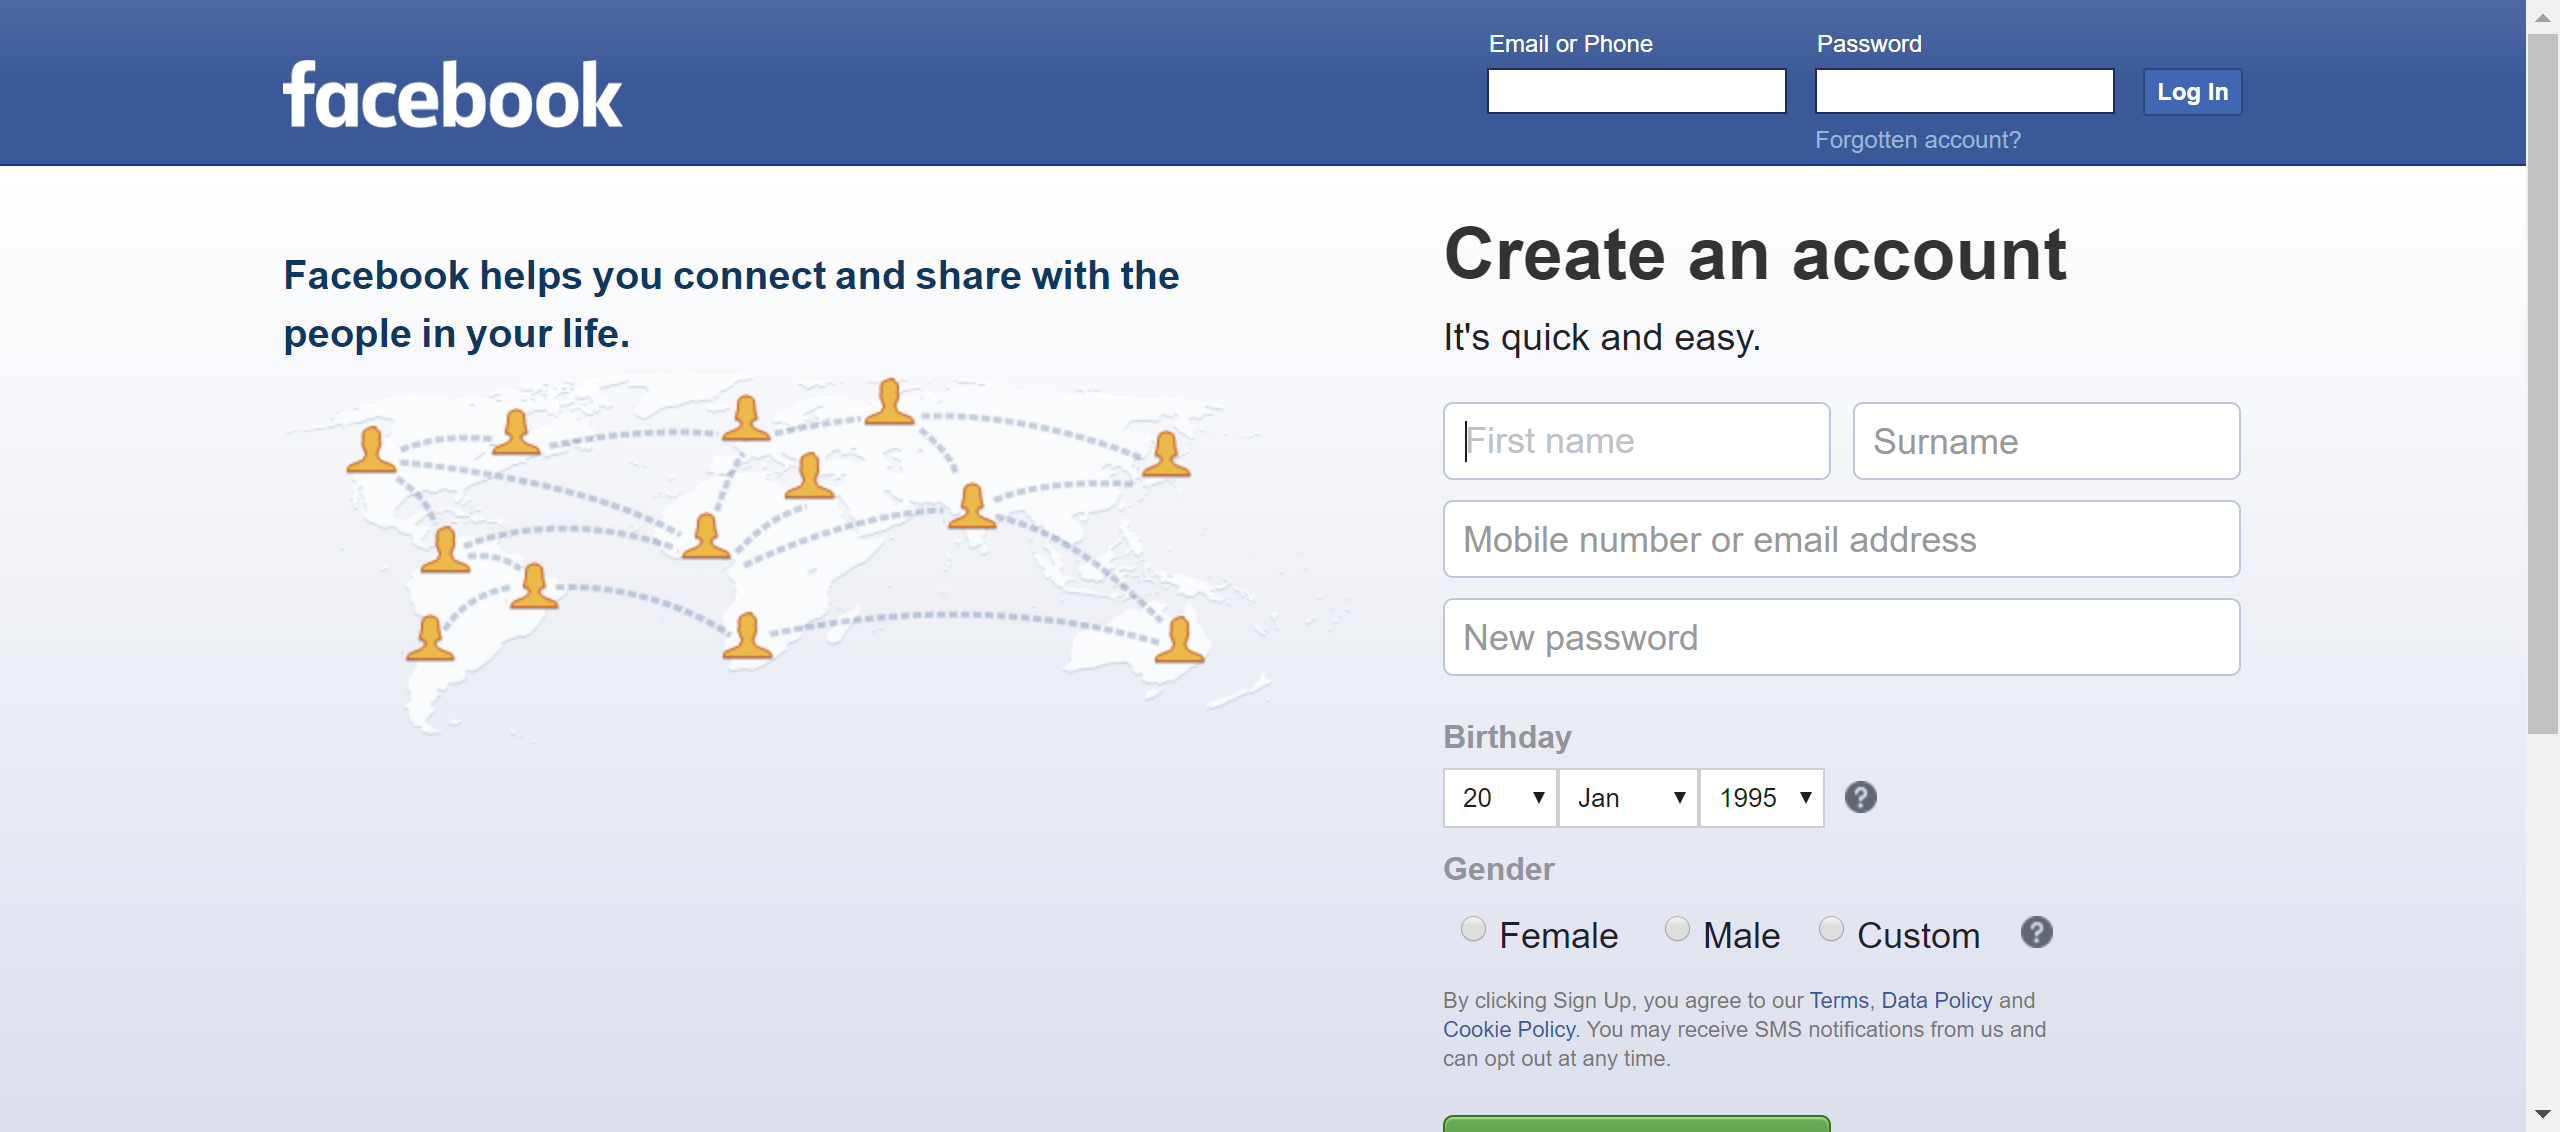 facebook
Email or Phone
Password
Log In
Forgotten account?
Facebook helps you connect and share with the
people in your life.
Create an account
It's quick and easy.
First name
Surname
Mobile number or email address
New password
Birthday
20
Jan
1995
?
Gender
Female
Male
Custom
?
By clicking Sign Up, you agree to our Terms, Data Policy and
Cookie Policy. You may receive SMS notifications from us and
can opt out at any time.